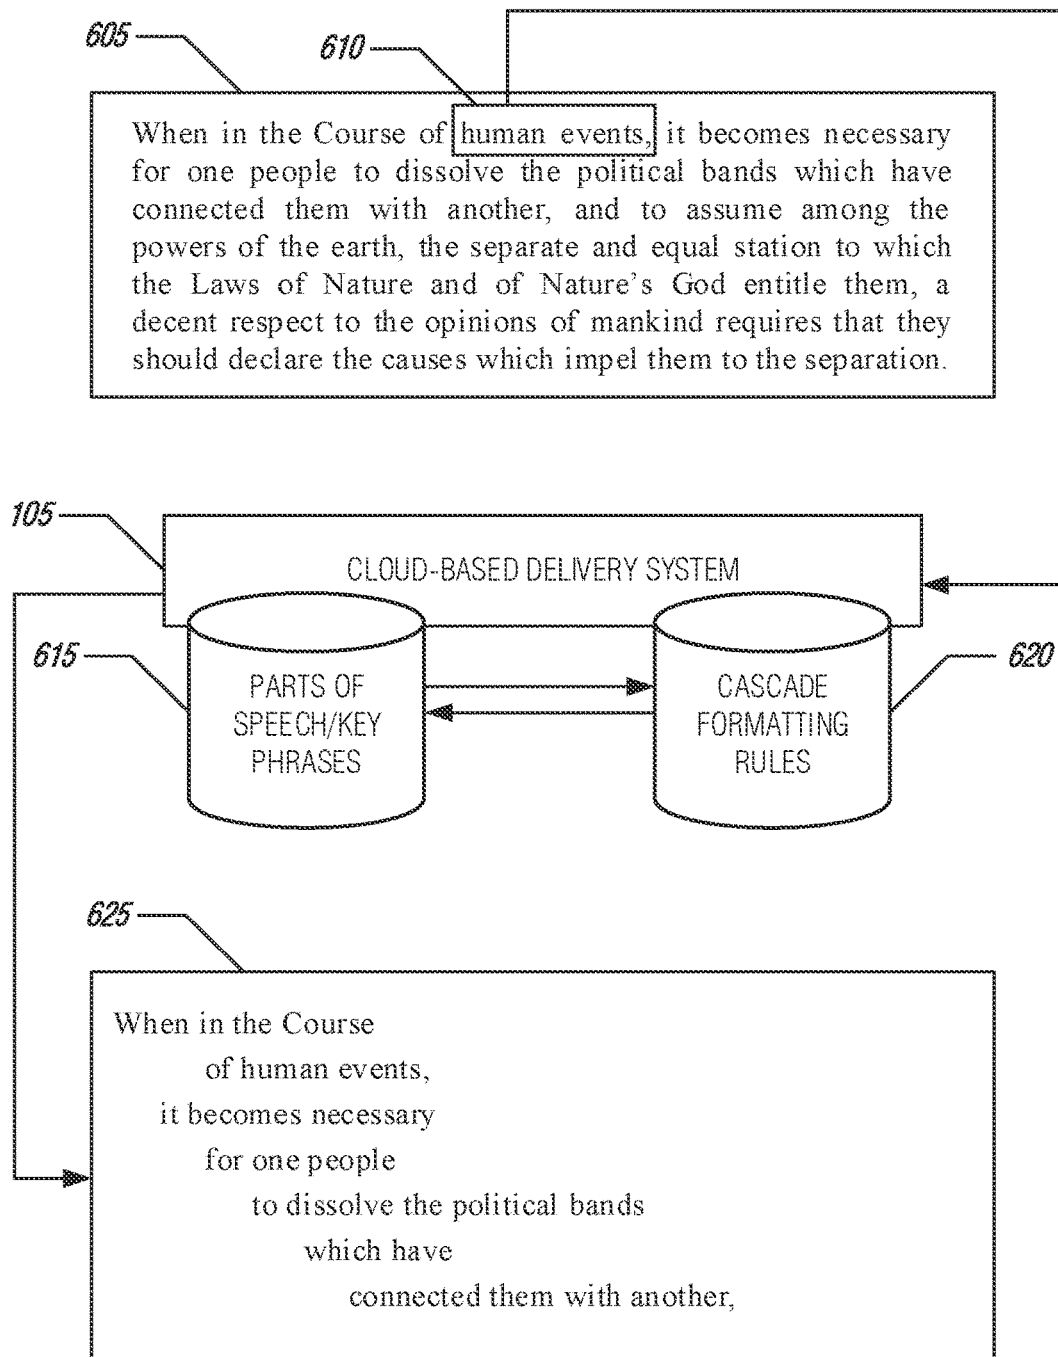 605
610
When in the Course of human events, it becomes necessary
for one people to dissolve the political bands which have
connected them with another, and to assume among the
powers of the earth, the separate and equal station to which
the Laws of Nature and of Nature's God entitle them, a
decent respect to the opinions of mankind requires that they
should declare the causes which impel them to the separation.
105
CLOUD-BASED DELIVERY SYSTEM
615
PARTS OF
SPEECH/KEY
PHRASES
CASCADE
FORMATTING
RULES
620
625
When in the Course
of human events,
it becomes necessary
for one people
to dissolve the political bands
which have
connected them with another,